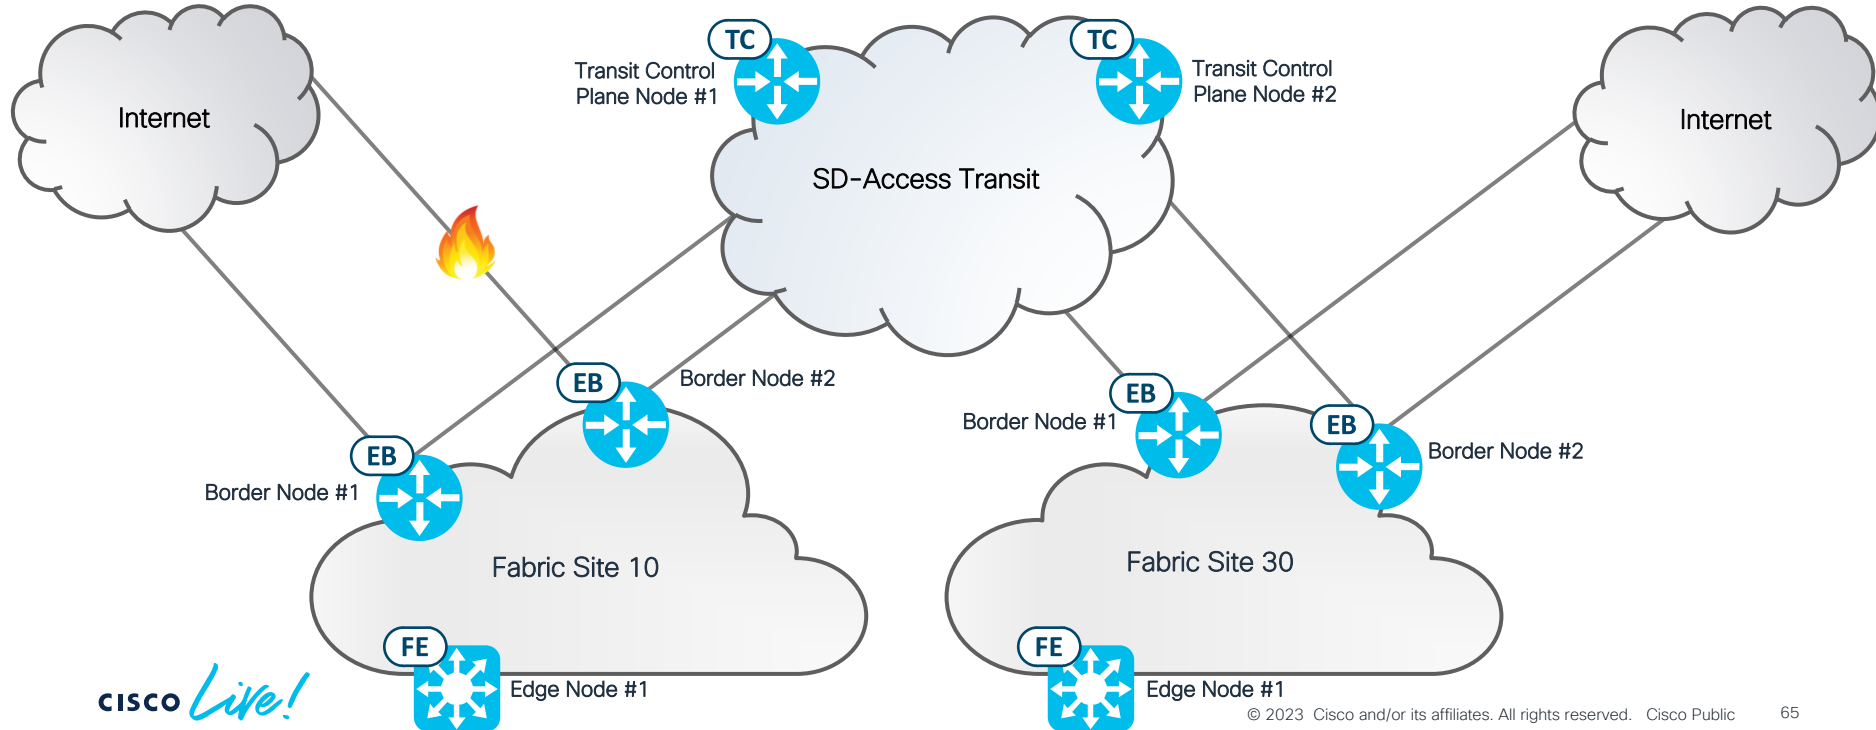 TC
TC
Transit Control
Plane Node #1
Transit Control
Plane Node #2
Internet
Internet
SD-Access Transit
EB
Border Node #2
EB
Border Node #1
EB
Border Node #1
EB
Border Node #2
Fabric Site 10
Fabric Site 30
FE
Edge Node #1
FE
Edge Node #1
CISCO Live!
© 2023 Cisco and/or its affiliates. All rights reserved. Cisco Public
65